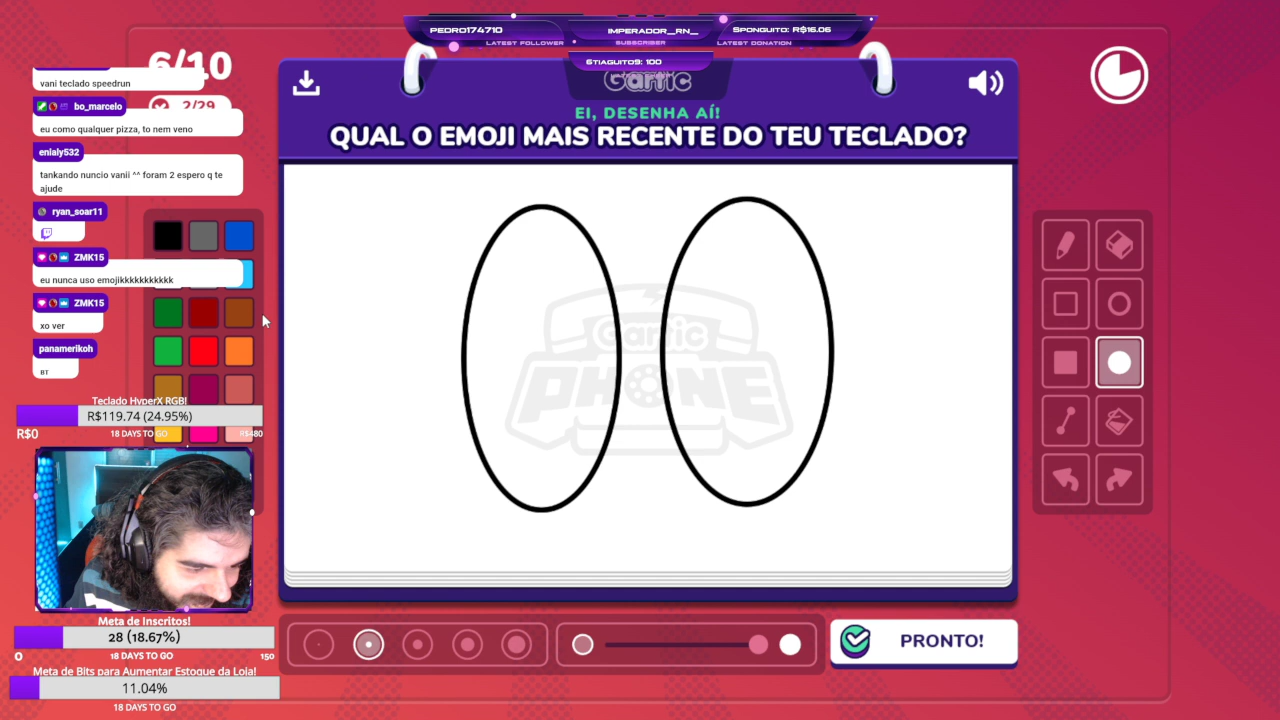 PEDRO174710
LATEST FOLLOWER
IMPERADOR_RN_
SUBSCRIBER
SPONGUITO: R$16.06
LATEST DONATION
6TIAGUITO9: 100
6/10
2/29
Gartic
EI, DESENHA AÍ!
QUAL O EMOJI MAIS RECENTE DO TEU TECLADO?
vani teclado speedrun
bo_marcelo
eu como qualquer pizza, to nem veno
enialy532
tankando nuncio vanii ^^ foram 2 espero q te
ajude
ryan_soar11
ZMK15
eu nunca uso emojikkkkkkkkkkk
ZMK15
xo ver
panamerikoh
BT
Gartic
PHONE
Teclado HyperX RGB!
R$119.74 (24.95%)
R$0
18 DAYS TO GO
R$480
Meta de Inscritos!
28 (18.67%)
0
18 DAYS TO GO
150
Meta de Bits para Aumentar Estoque da Loja!
11.04%
18 DAYS TO GO
PRONTO!